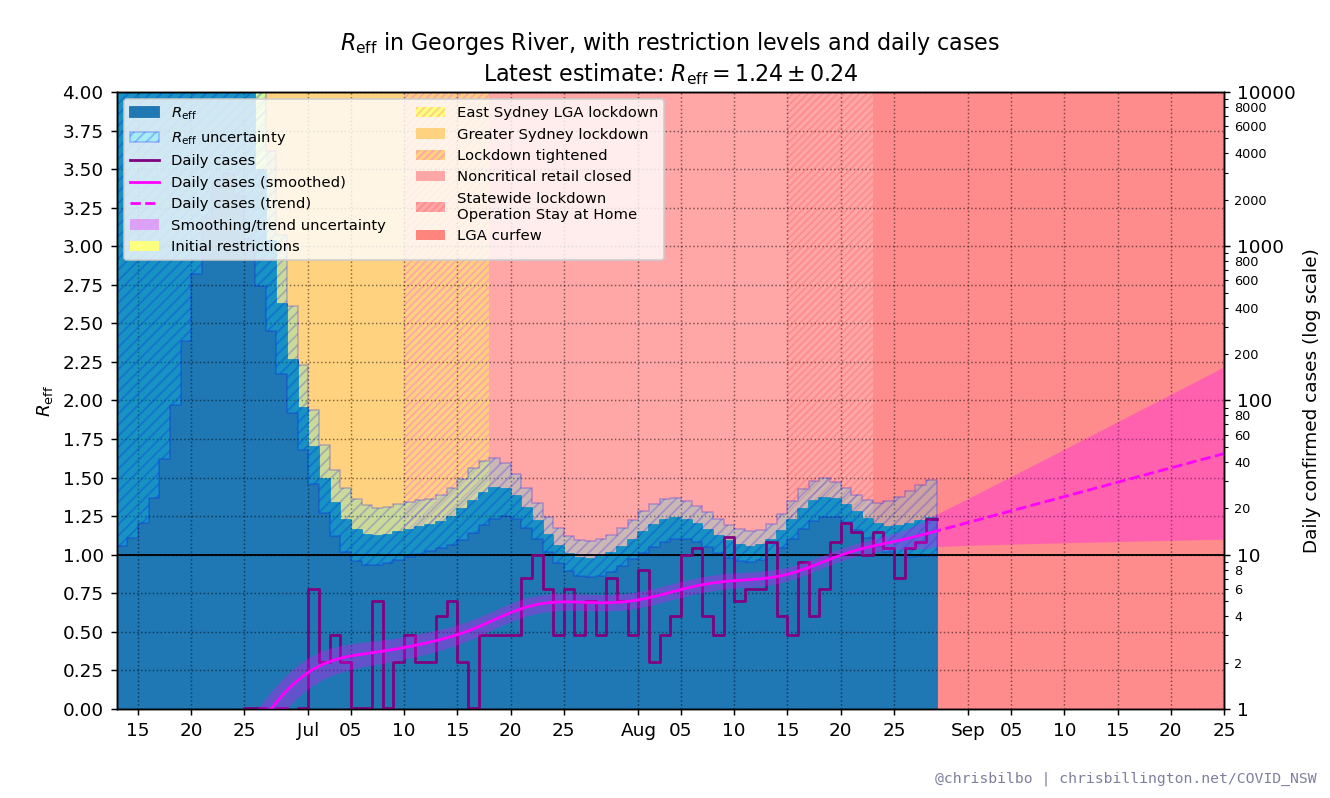 Reff in Georges River, with restriction levels and daily cases
Latest estimate: Reff = 1.24 ± 0.24
Reff
Reff uncertainty
Daily cases
Daily cases (smoothed)
Daily cases (trend)
Smoothing/trend uncertainty
Initial restrictions
East Sydney LGA lockdown
Greater Sydney lockdown
Lockdown tightened
Noncritical retail closed
Statewide lockdown
Operation Stay at Home
LGA curfew
Reff
4.00
3.75
3.50
3.25
3.00
2.75
2.50
2.25
2.00
1.75
1.50
1.25
1.00
0.75
0.50
0.25
0.00
10000
8000
6000
4000
2000
1000
800
600
400
200
100
80
60
40
20
10
8
6
4
2
1
Daily confirmed cases (log scale)
15 20 25 Jul 05 10 15 20 25 Aug 05 10 15 20 25 Sep 05 10 15 20 25
@chrisbilbo | chrisbillington.net/COVID_NSW